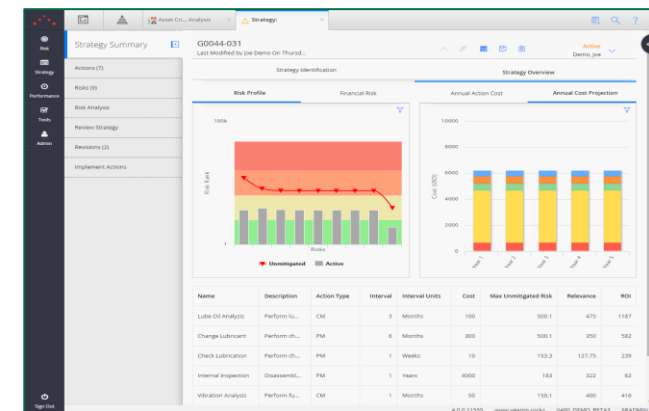 Asset Cri... Analysis ×
Strategy: ×
?
Risk
Strategy
Performance
Tools
Admin
Sign Out
Strategy Summary
Actions (7)
Risks (9)
Risk Analysis
Review Strategy
Revisions (2)
Implement Actions
G0044-031
Last Modified by Joe Demo On Thursd...
Active
Demo, Joe
Strategy Identification
Strategy Overview
Risk Profile
Financial Risk
Annual Action Cost
Annual Cost Projection
100k
Risk Rank
1
Risks
Unmitigated
Active
10000
8000
6000
4000
2000
0
Cost (USD)
Year 1
Year 2
Year 3
Year 4
Year 5
Name Description Action Type Interval Interval Units Cost Max Unmitigated Risk Relevance ROI
Lube Oil Analysis Perform lu... CM 3 Months 100 500.1 475 1187
Change Lubricant Perform ch... PM 6 Months 300 500.1 350 582
Check Lubrication Perform ch... PM 1 Weeks 10 153.3 127.75 239
Internal Inspection Disassembl... PM 1 Years 4000 183 322 62
Vibration Analysis Perform fu... CM 1 Months 50 150.1 400 416